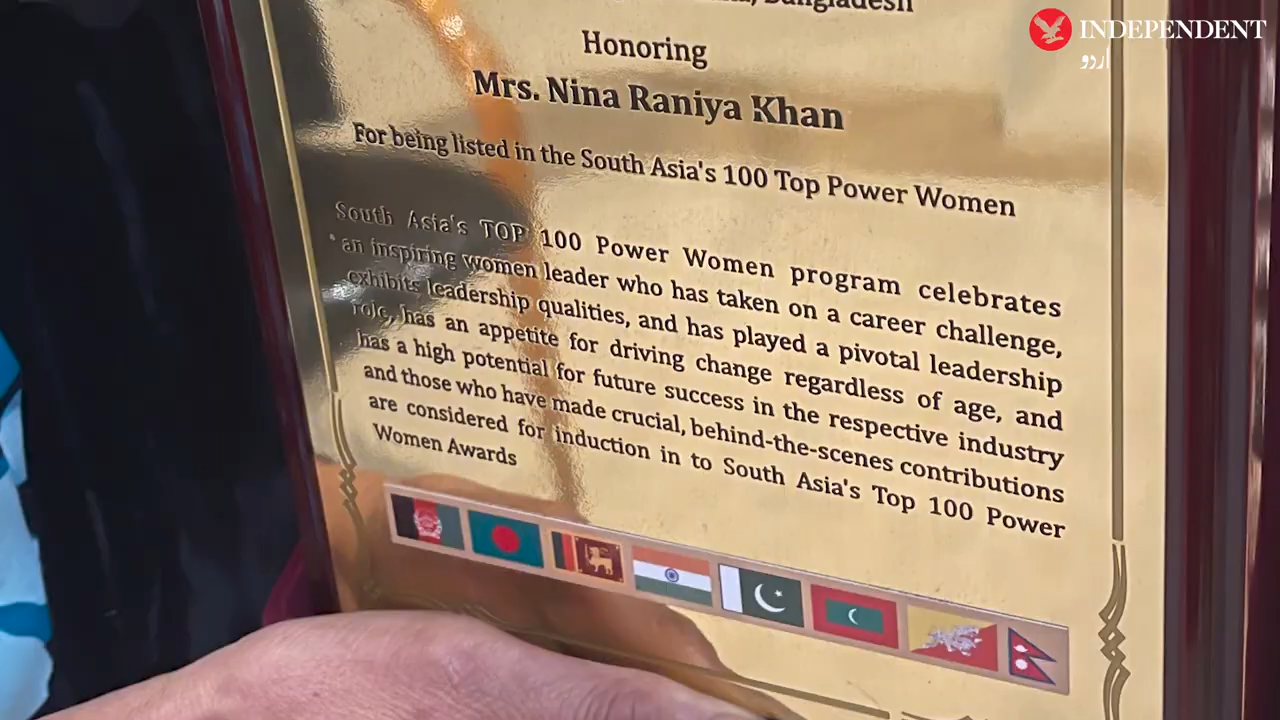 Bangladesh
INDEPENDENT
اردو
Honoring
Mrs. Nina Raniya Khan
For being listed in the South Asia's 100 Top Power Women
South Asia's TOP 100 Power Women program celebrates
an inspiring women leader who has taken on a career challenge,
exhibits leadership qualities, and has played a pivotal leadership
role, has an appetite for driving change regardless of age, and
has a high potential for future success in the respective industry
and those who have made crucial, behind-the-scenes contributions
are considered for induction in to South Asia's Top 100 Power
Women Awards